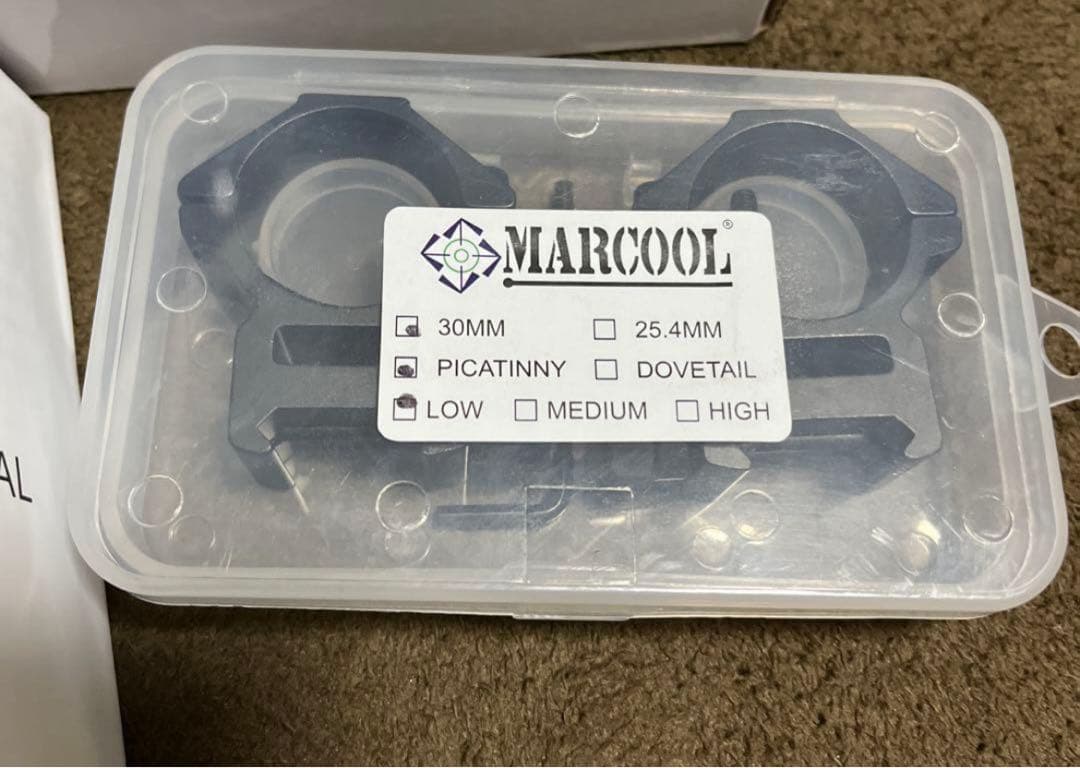 MARCOOL®
30MM 25.4MM
PICATINNY DOVETAIL
LOW MEDIUM HIGH
AL